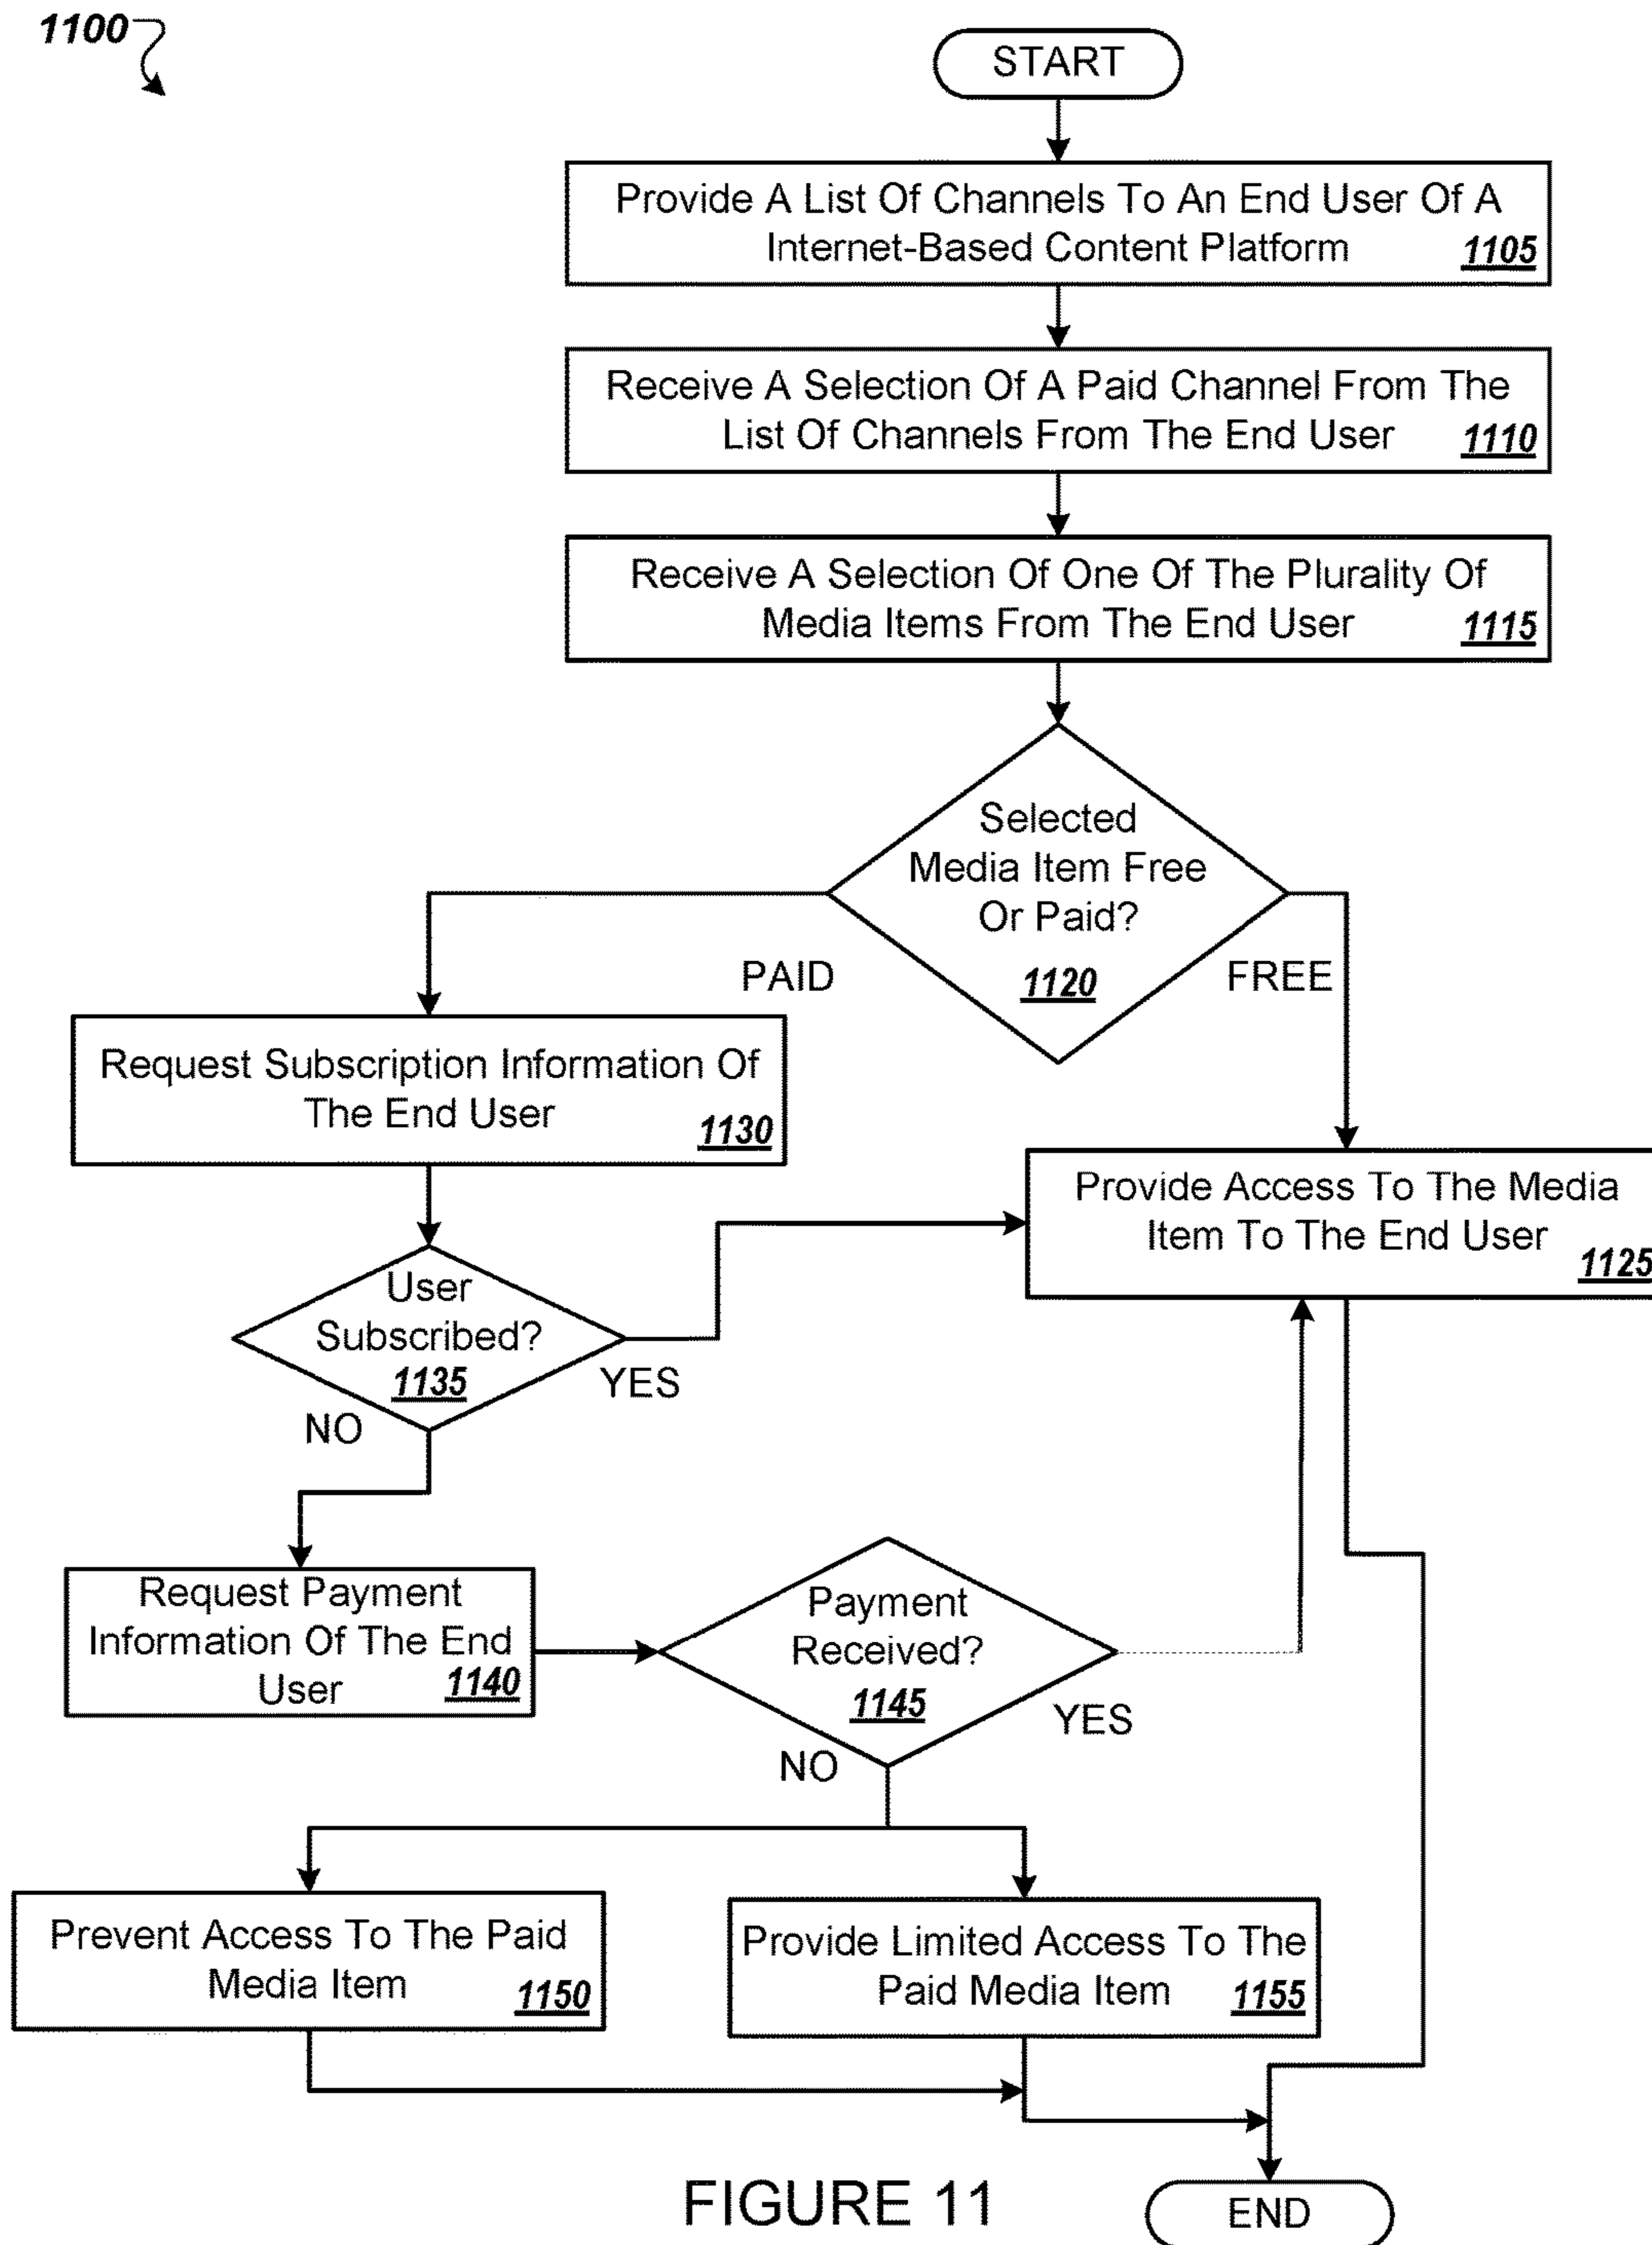 1100
START
Provide A List Of Channels To An End User Of A
Internet-Based Content Platform
1105
Receive A Selection Of A Paid Channel From The
List Of Channels From The End User
1110
Receive A Selection Of One Of The Plurality Of
Media Items From The End User
1115
Selected
Media Item Free
Or Paid?
1120
PAID
FREE
Request Subscription Information Of
The End User
1130
Provide Access To The Media
Item To The End User
1125
User
Subscribed?
1135
YES
NO
Request Payment
Information Of The End
User
1140
Payment
Received?
1145
YES
NO
Prevent Access To The Paid
Media Item
1150
Provide Limited Access To The
Paid Media Item
1155
FIGURE 11
END